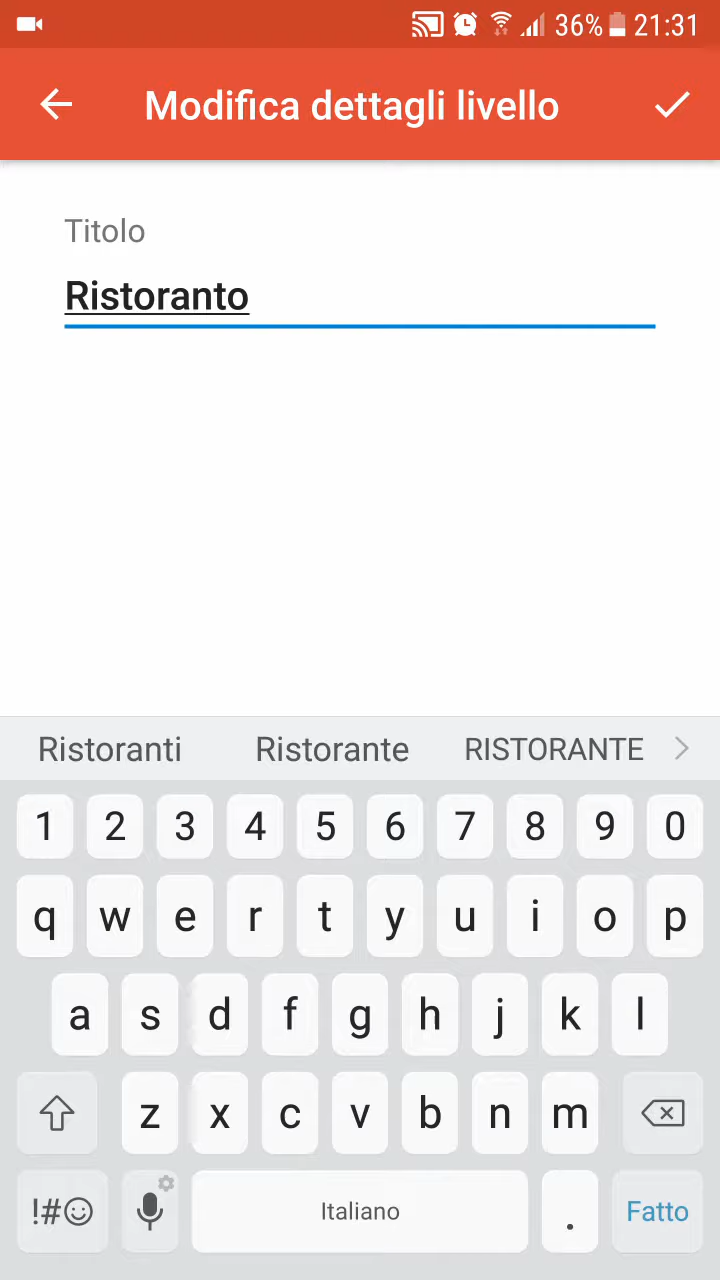 36% 21:31
Modifica dettagli livello
Titolo
Ristoranto
Ristoranti Ristorante RISTORANTE
1 2 3 4 5 6 7 8 9 0
q w e r t y u i o p
a s d f g h j k l
z x c v b n m
!#☺ Italiano . Fatto